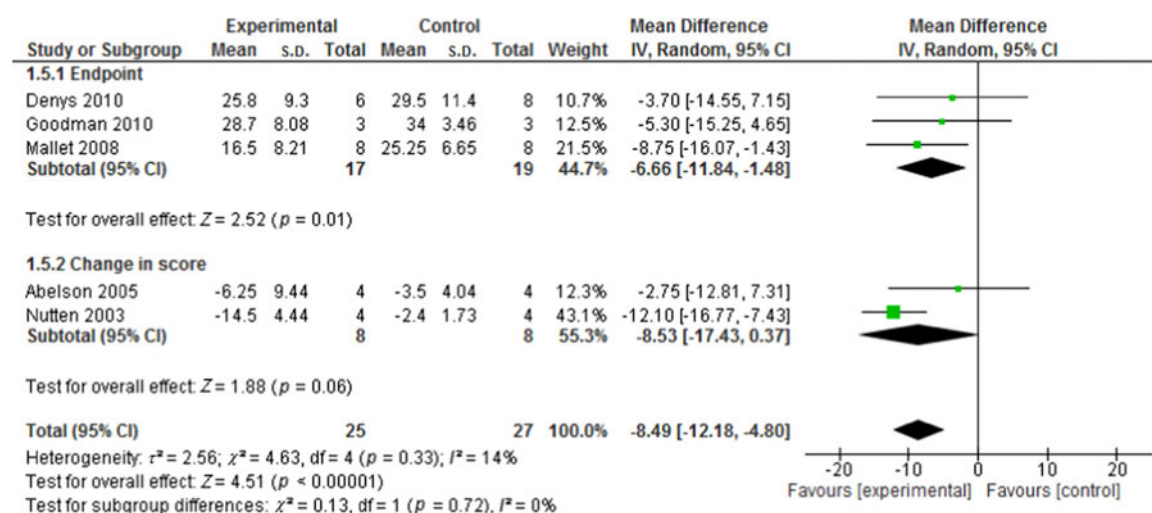 Experimental Control Mean Difference Mean Difference
Study or Subgroup Mean S.D. Total Mean S.D. Total Weight IV, Random, 95% CI IV, Random, 95% CI
1.5.1 Endpoint
Denys 2010 25.8 9.3 6 29.5 11.4 8 10.7% -3.70 [-14.55, 7.15]
Goodman 2010 28.7 8.08 3 34 3.46 3 12.5% -5.30 [-15.25, 4.65]
Mallet 2008 16.5 8.21 8 25.25 6.65 8 21.5% -8.75 [-16.07, -1.43]
Subtotal (95% CI) 17 19 44.7% -6.66 [-11.84, -1.48]
Test for overall effect: Z = 2.52 (p = 0.01)
1.5.2 Change in score
Abelson 2005 -6.25 9.44 4 -3.5 4.04 4 12.3% -2.75 [-12.81, 7.31]
Nutten 2003 -14.5 4.44 4 -2.4 1.73 4 43.1% -12.10 [-16.77, -7.43]
Subtotal (95% CI) 8 8 55.3% -8.53 [-17.43, 0.37]
Test for overall effect: Z = 1.88 (p = 0.06)
Total (95% CI) 25 27 100.0% -8.49 [-12.18, -4.80]
Heterogeneity: τ² = 2.56; χ² = 4.63, df = 4 (p = 0.33); I² = 14%
Test for overall effect: Z = 4.51 (p < 0.00001)
Test for subgroup differences: χ² = 0.13, df = 1 (p = 0.72), I² = 0%
-20 -10 0 10 20
Favours [experimental] Favours [control]